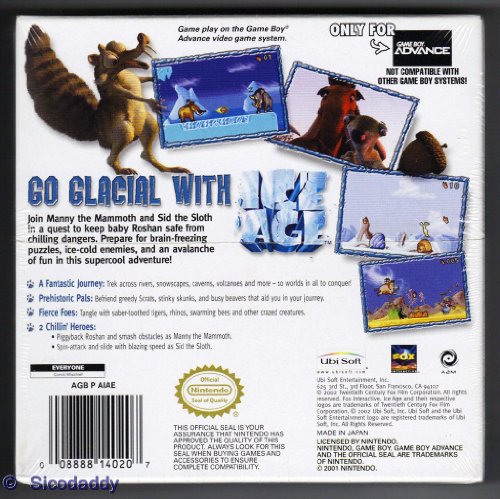 Game play on the Game Boy®
Advance video game system.
ONLY FOR
GAME BOY
ADVANCE
NOT COMPATIBLE WITH
OTHER GAME BOY SYSTEMS!
GO GLACIAL WITH
ICE
AGE
TM
Join Manny the Mammoth and Sid the Sloth
in a quest to keep baby Roshan safe from
chilling dangers. Prepare for brain-freezing
puzzles, ice-cold enemies, and an avalanche
of fun in this supercool adventure!
A Fantastic Journey: Trek across rivers, snowscapes, caverns, volcanoes and more – so worlds in all to conquer!
Prehistoric Pals: Befriend greedy Scrats, stinky skunks, and busy beavers that aid you in your journey.
Fierce Foes: Tangle with saber-toothed tigers, rhinos, swarming bees and other crazed creatures.
2 Chillin' Heroes:
• Piggyback Roshan and smash obstacles as Manny the Mammoth.
• Spin-attack and slide with blazing speed as Sid the Sloth.
EVERYONE
Comic Mischief
AGB P AIAE
Official
Nintendo®
Seal of Quality
THIS OFFICIAL SEAL IS YOUR
ASSURANCE THAT NINTENDO HAS
APPROVED THE QUALITY OF THIS
PRODUCT. ALWAYS LOOK FOR THIS
SEAL WHEN BUYING GAMES AND
ACCESSORIES TO ENSURE
COMPLETE COMPATIBILITY.
0 08888 14020 7
Ubi Soft
www.ubisoft.com
FOX
INTERACTIVE
A2M
Ubi Soft Entertainment, Inc.
625 3rd St., 3rd Floor, San Francisco, CA 94107
© 2002 Twentieth Century Fox Film Corporation. All rights
reserved. Fox Interactive, Ice Age and their respective
logos are trademarks of Twentieth Century Fox Film
Corporation. © 2002 Ubi Soft, Inc. Ubi Soft and the Ubi
Soft Entertainment logo are registered trademarks of Ubi
Soft, Inc. All Rights Reserved.
MADE IN JAPAN
LICENSED BY NINTENDO.
NINTENDO, GAME BOY, GAME BOY ADVANCE
AND THE OFFICIAL SEAL ARE TRADEMARKS
OF NINTENDO.
© 2001 NINTENDO.
© Sicodaddy